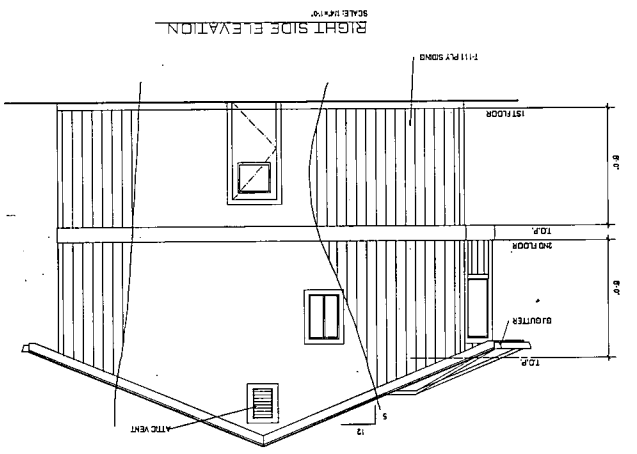 12
ATTIC VENT
5
T.O.P.
G.I GUTTER
8'-0"
2ND FLOOR
T.O.P.
8'-0"
1ST FLOOR
T-111 PLY SIDING
RIGHT SIDE ELEVATION
SCALE: 1/4"=1'-0"